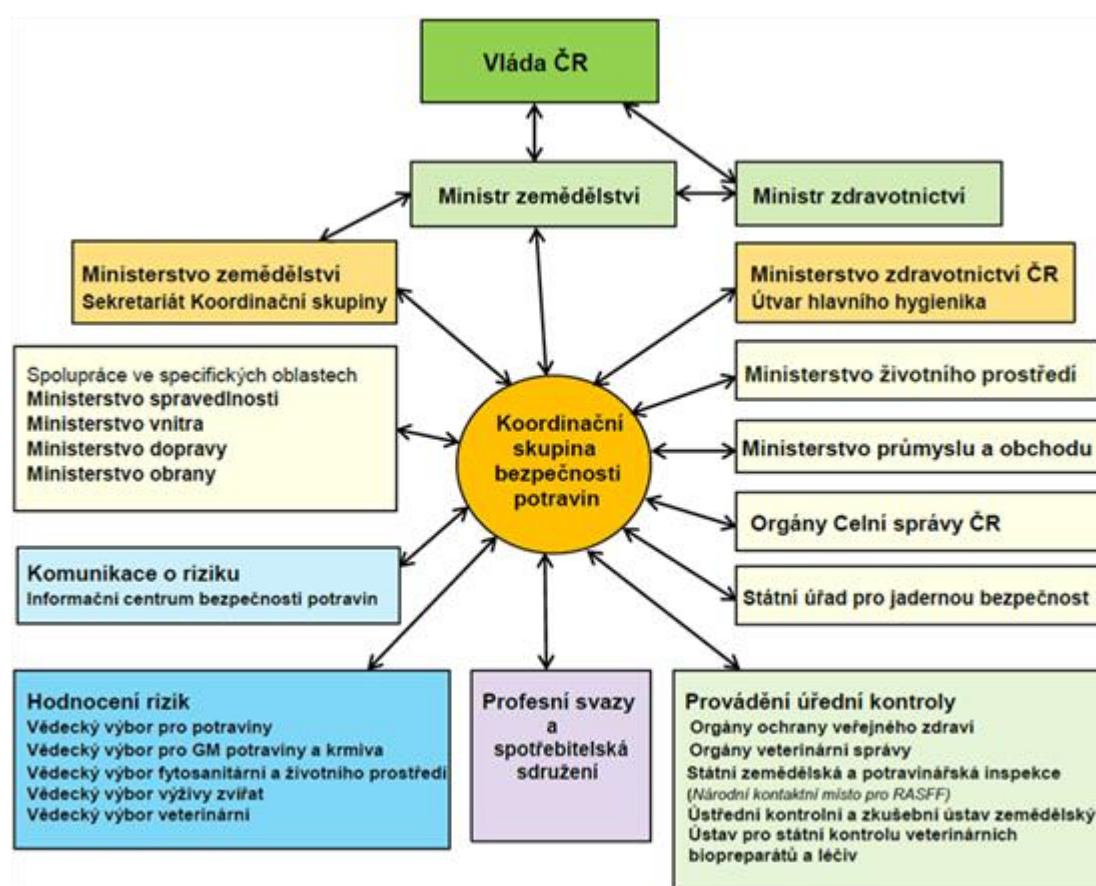 Vláda ČR
Ministr zemědělství
Ministr zdravotnictví
Ministerstvo zemědělství
Sekretariát Koordinační skupiny
Ministerstvo zdravotnictví ČR
Útvar hlavního hygienika
Spolupráce ve specifických oblastech
Ministerstvo spravedlnosti
Ministerstvo vnitra
Ministerstvo dopravy
Ministerstvo obrany
Ministerstvo životního prostředí
Koordinační
skupina
bezpečnosti
potravin
Ministerstvo průmyslu a obchodu
Orgány Celní správy ČR
Komunikace o riziku
Informační centrum bezpečnosti potravin
Státní úřad pro jadernou bezpečnost
Hodnocení rizik
Vědecký výbor pro potraviny
Vědecký výbor pro GM potraviny a krmiva
Vědecký výbor fytosanitární a životního prostředí
Vědecký výbor výživy zvířat
Vědecký výbor veterinární
Profesní svazy
a
spotřebitelská
sdružení
Provádění úřední kontroly
Orgány ochrany veřejného zdraví
Orgány veterinární správy
Státní zemědělská a potravinářská inspekce
(Národní kontaktní místo pro RASFF)
Ústřední kontrolní a zkušební ústav zemědělský
Ústav pro státní kontrolu veterinárních
biopreparátů a léčiv